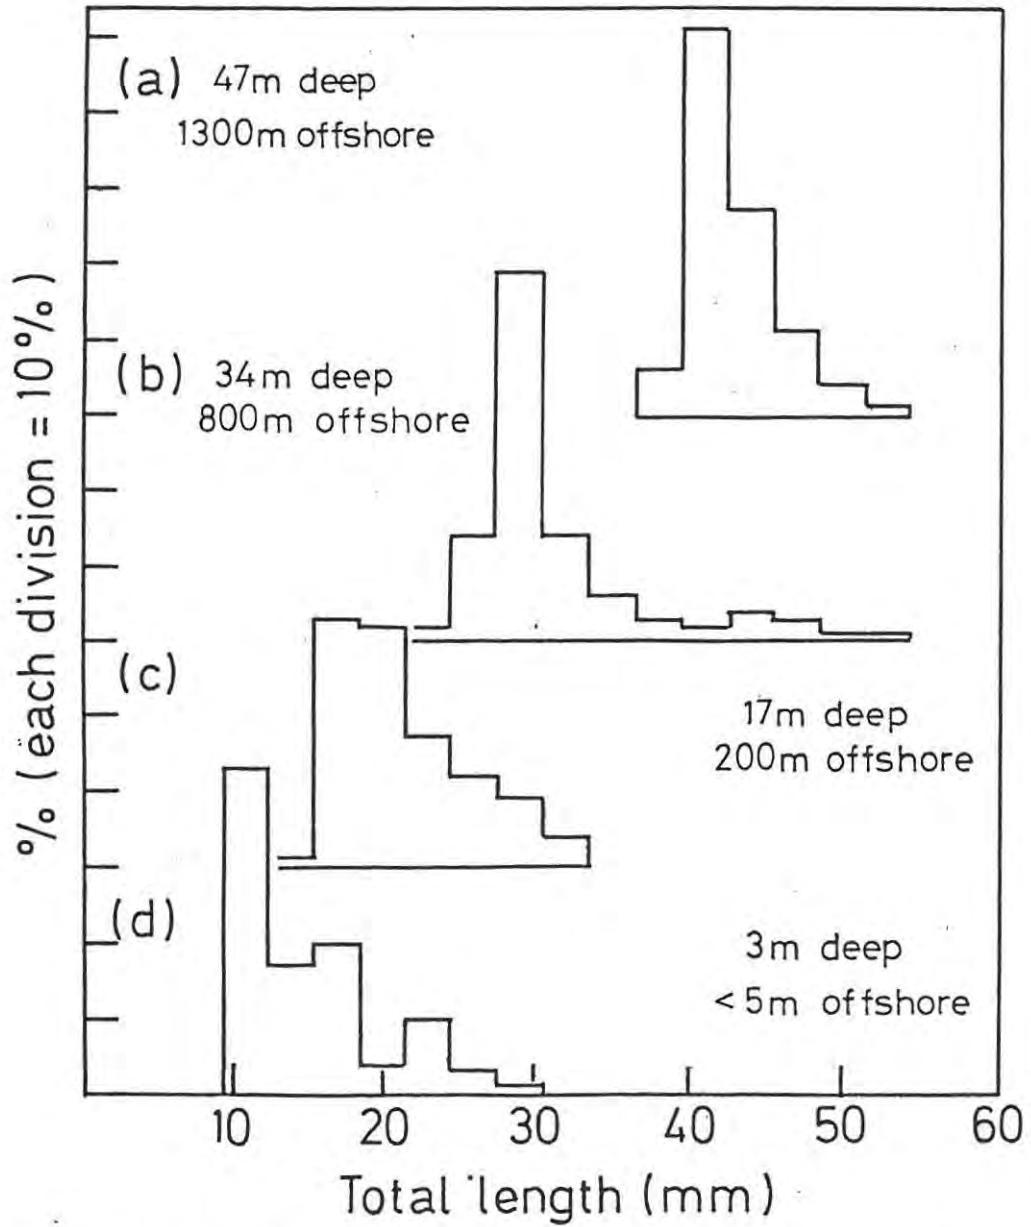 (a) 47m deep
1300m offshore
(b) 34m deep
800m offshore
(c)
17m deep
200m offshore
(d)
3m deep
<5m offshore
% (each division = 10%)
10 20 30 40 50 60
Total length (mm)